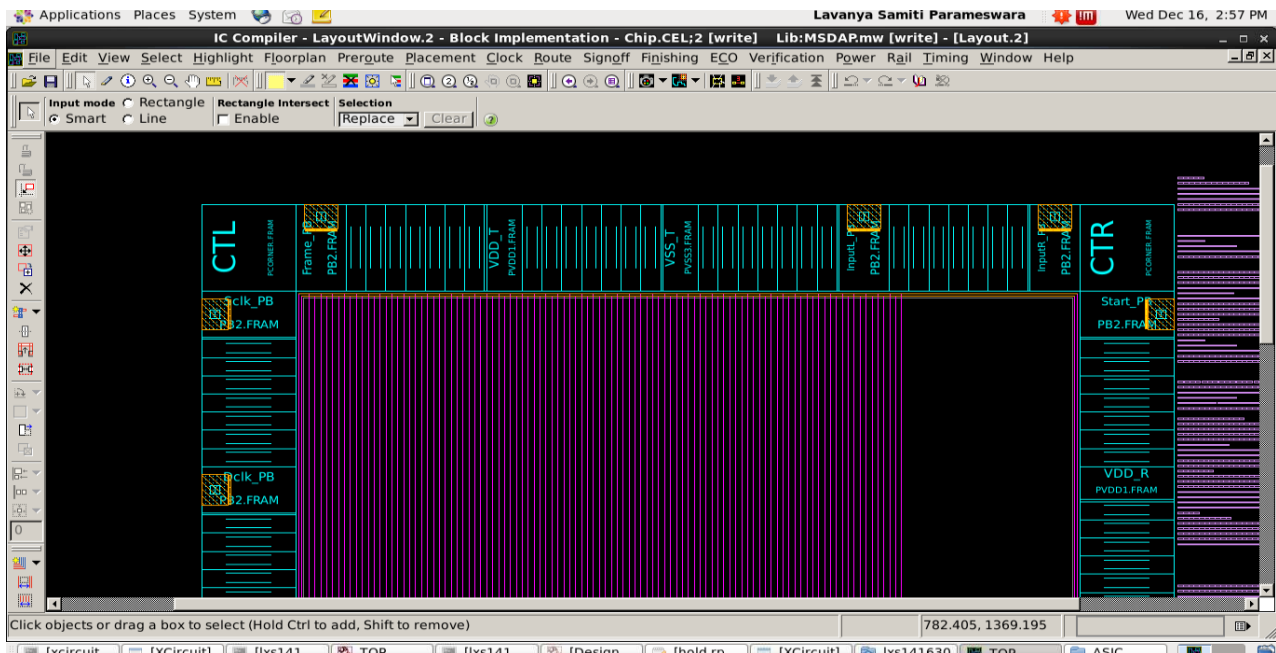 Applications Places System Lavanya Samiti Parameswara Wed Dec 16, 2:57 PM
IC Compiler - LayoutWindow.2 - Block Implementation - Chip.CEL;2 [write] Lib:MSDAP.mw [write] - [Layout.2]
File Edit View Select Highlight Floorplan Preroute Placement Clock Route Signoff Finishing ECO Verification Power Rail Timing Window Help
Input mode Rectangle Rectangle Intersect Selection
Smart Line Enable Replace Clear
CTL
PCORNER.FRAM
PB2.FRAM
VDD_T
PVDD1.FRAM
VSS_T
PVSS3.FRAM
PB2.FRAM
PB2.FRAM
CTR
PCORNER.FRAM
Sclk_PB
PB2.FRAM
Dclk_PB
PB2.FRAM
VDD_R
PVDD1.FRAM
0
Click objects or drag a box to select (Hold Ctrl to add, Shift to remove) 782.405, 1369.195